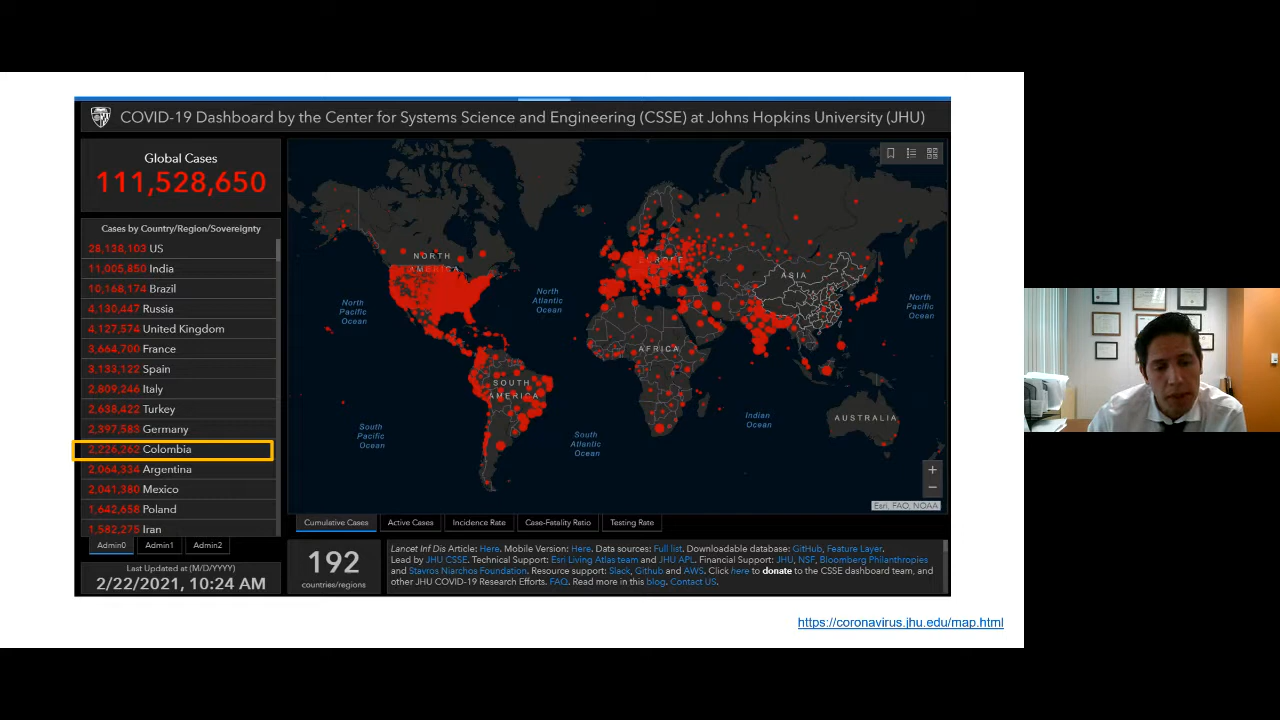 COVID-19 Dashboard by the Center for Systems Science and Engineering (CSSE) at Johns Hopkins University (JHU)
Global Cases
111,528,650
Cases by Country/Region/Sovereignty
28,138,103 US
11,005,850 India
10,168,174 Brazil
4,130,447 Russia
4,127,574 United Kingdom
3,664,700 France
3,133,122 Spain
2,809,246 Italy
2,638,422 Turkey
2,397,583 Germany
2,226,262 Colombia
2,064,334 Argentina
2,041,380 Mexico
1,642,658 Poland
1,582,275 Iran
Admin0 Admin1 Admin2
Last Updated at (M/D/YYYY)
2/22/2021, 10:24 AM
NORTH
AMERICA
EUROPE
ASIA
North
Pacific
Ocean
North
Atlantic
Ocean
North
Pacific
Ocean
AFRICA
SOUTH
AMERICA
Indian
Ocean
AUSTRALIA
South
Pacific
Ocean
South
Atlantic
Ocean
+
−
Esri, FAO, NOAA
Cumulative Cases Active Cases Incidence Rate Case-Fatality Ratio Testing Rate
192
countries/regions
Lancet Inf Dis Article: Here. Mobile Version: Here. Data sources: Full list. Downloadable database: GitHub, Feature Layer.
Lead by JHU CSSE. Technical Support: Esri Living Atlas team and JHU APL. Financial Support: JHU, NSF, Bloomberg Philanthropies
and Stavros Niarchos Foundation. Resource support: Slack, Github and AWS. Click here to donate to the CSSE dashboard team, and
other JHU COVID-19 Research Efforts. FAQ. Read more in this blog. Contact US.
https://coronavirus.jhu.edu/map.html